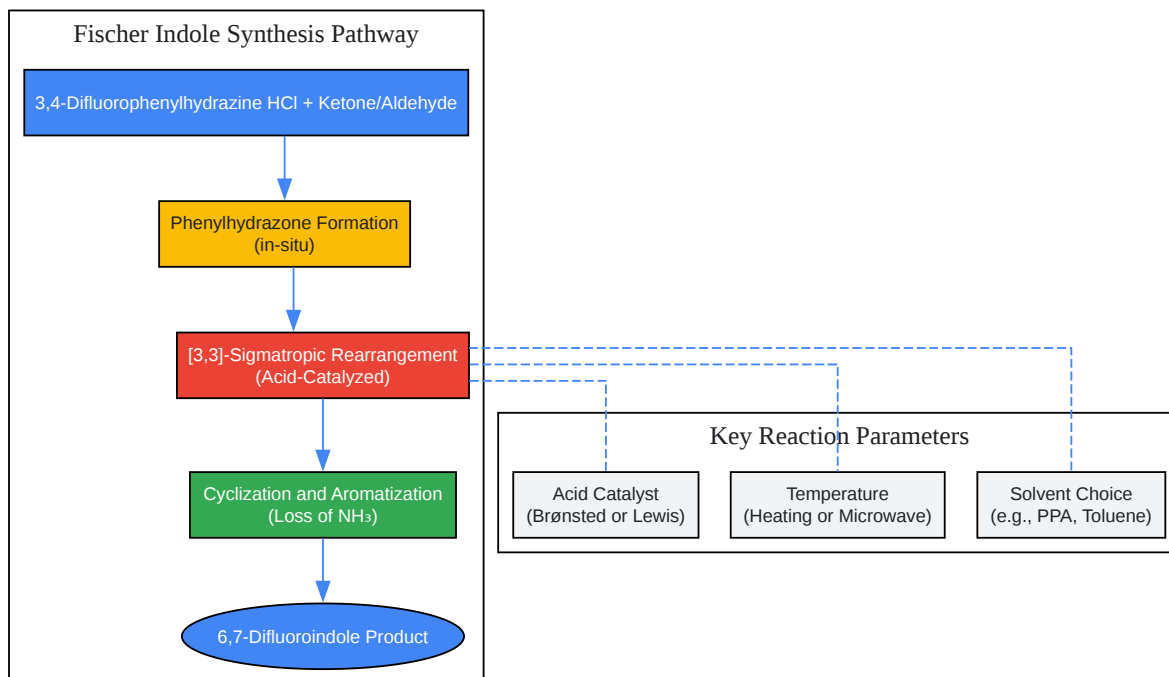 Fischer Indole Synthesis Pathway
3,4-Difluorophenylhydrazine HCl + Ketone/Aldehyde
Phenylhydrazone Formation
(in-situ)
[3,3]-Sigmatropic Rearrangement
(Acid-Catalyzed)
Cyclization and Aromatization
(Loss of NH₃)
6,7-Difluoroindole Product
Key Reaction Parameters
Acid Catalyst
(Brønsted or Lewis)
Temperature
(Heating or Microwave)
Solvent Choice
(e.g., PPA, Toluene)